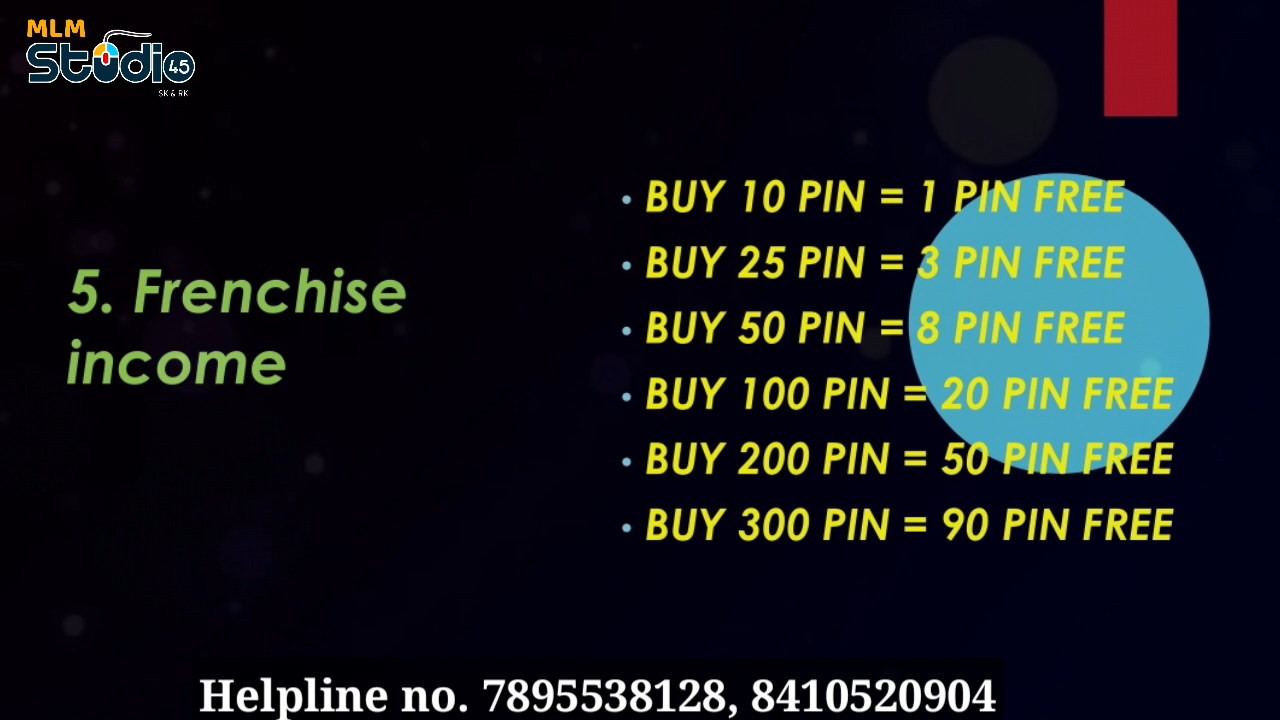 MLM
Studio 45
SK & RK
5. Frenchise
income
• BUY 10 PIN = 1 PIN FREE
• BUY 25 PIN = 3 PIN FREE
• BUY 50 PIN = 8 PIN FREE
• BUY 100 PIN = 20 PIN FREE
• BUY 200 PIN = 50 PIN FREE
• BUY 300 PIN = 90 PIN FREE
Helpline no. 7895538128, 8410520904